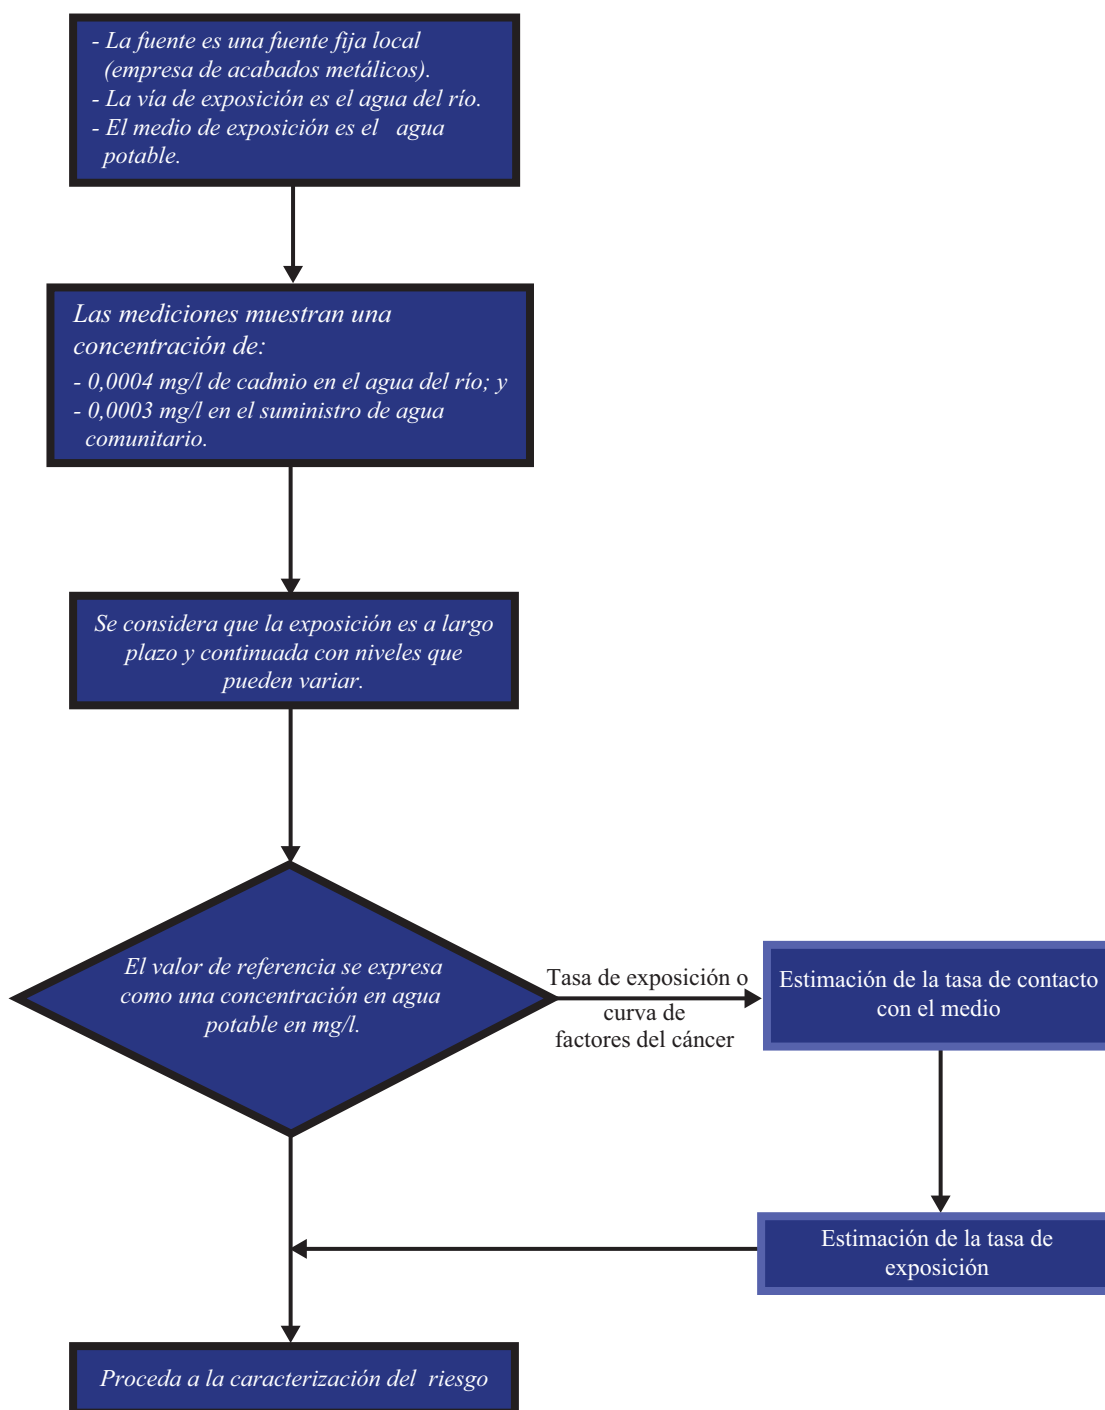 - La fuente es una fuente fija local
(empresa de acabados metálicos).
- La vía de exposición es el agua del río.
- El medio de exposición es el agua
potable.
Las mediciones muestran una
concentración de:
- 0,0004 mg/l de cadmio en el agua del río; y
- 0,0003 mg/l en el suministro de agua
comunitario.
Se considera que la exposición es a largo
plazo y continuada con niveles que
pueden variar.
El valor de referencia se expresa
como una concentración en agua
potable en mg/l.
Tasa de exposición o
curva de
factores del cáncer
Estimación de la tasa de contacto
con el medio
Estimación de la tasa de
exposición
Proceda a la caracterización del riesgo